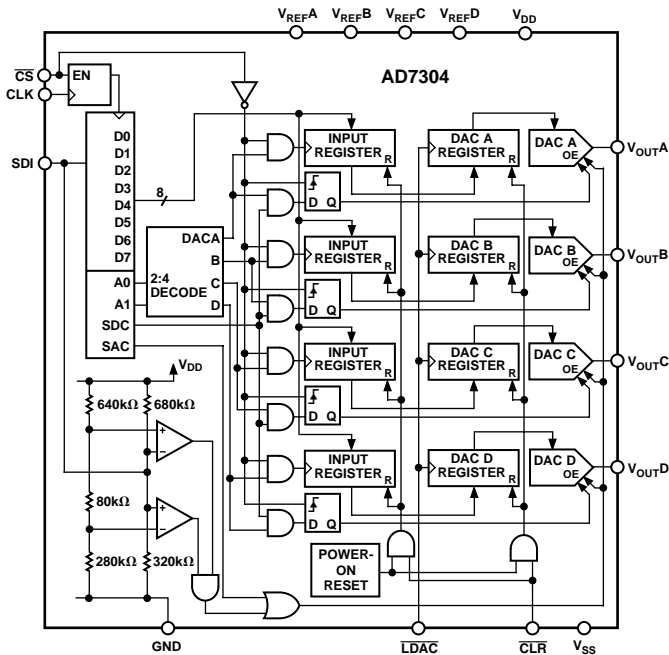 VREFA VREFB VREFC VREFD VDD
CS
EN
CLK
AD7304
SDI
D0
D1
D2
D3
D4
D5
D6
D7
A0
A1
SDC
SAC
8
2:4
DECODE
DACA
B
C
D
INPUT
REGISTER
R
DAC A
REGISTER
R
DAC A
OE
VOUTA
D Q
INPUT
REGISTER
R
DAC B
REGISTER
R
DAC B
OE
VOUTB
D Q
INPUT
REGISTER
R
DAC C
REGISTER
R
DAC C
OE
VOUTC
D Q
INPUT
REGISTER
R
DAC D
REGISTER
R
DAC D
OE
VOUTD
D Q
VDD
640kΩ
680kΩ
+
–
80kΩ
+
–
280kΩ
320kΩ
POWER-
ON
RESET
GND
LDAC
CLR
VSS